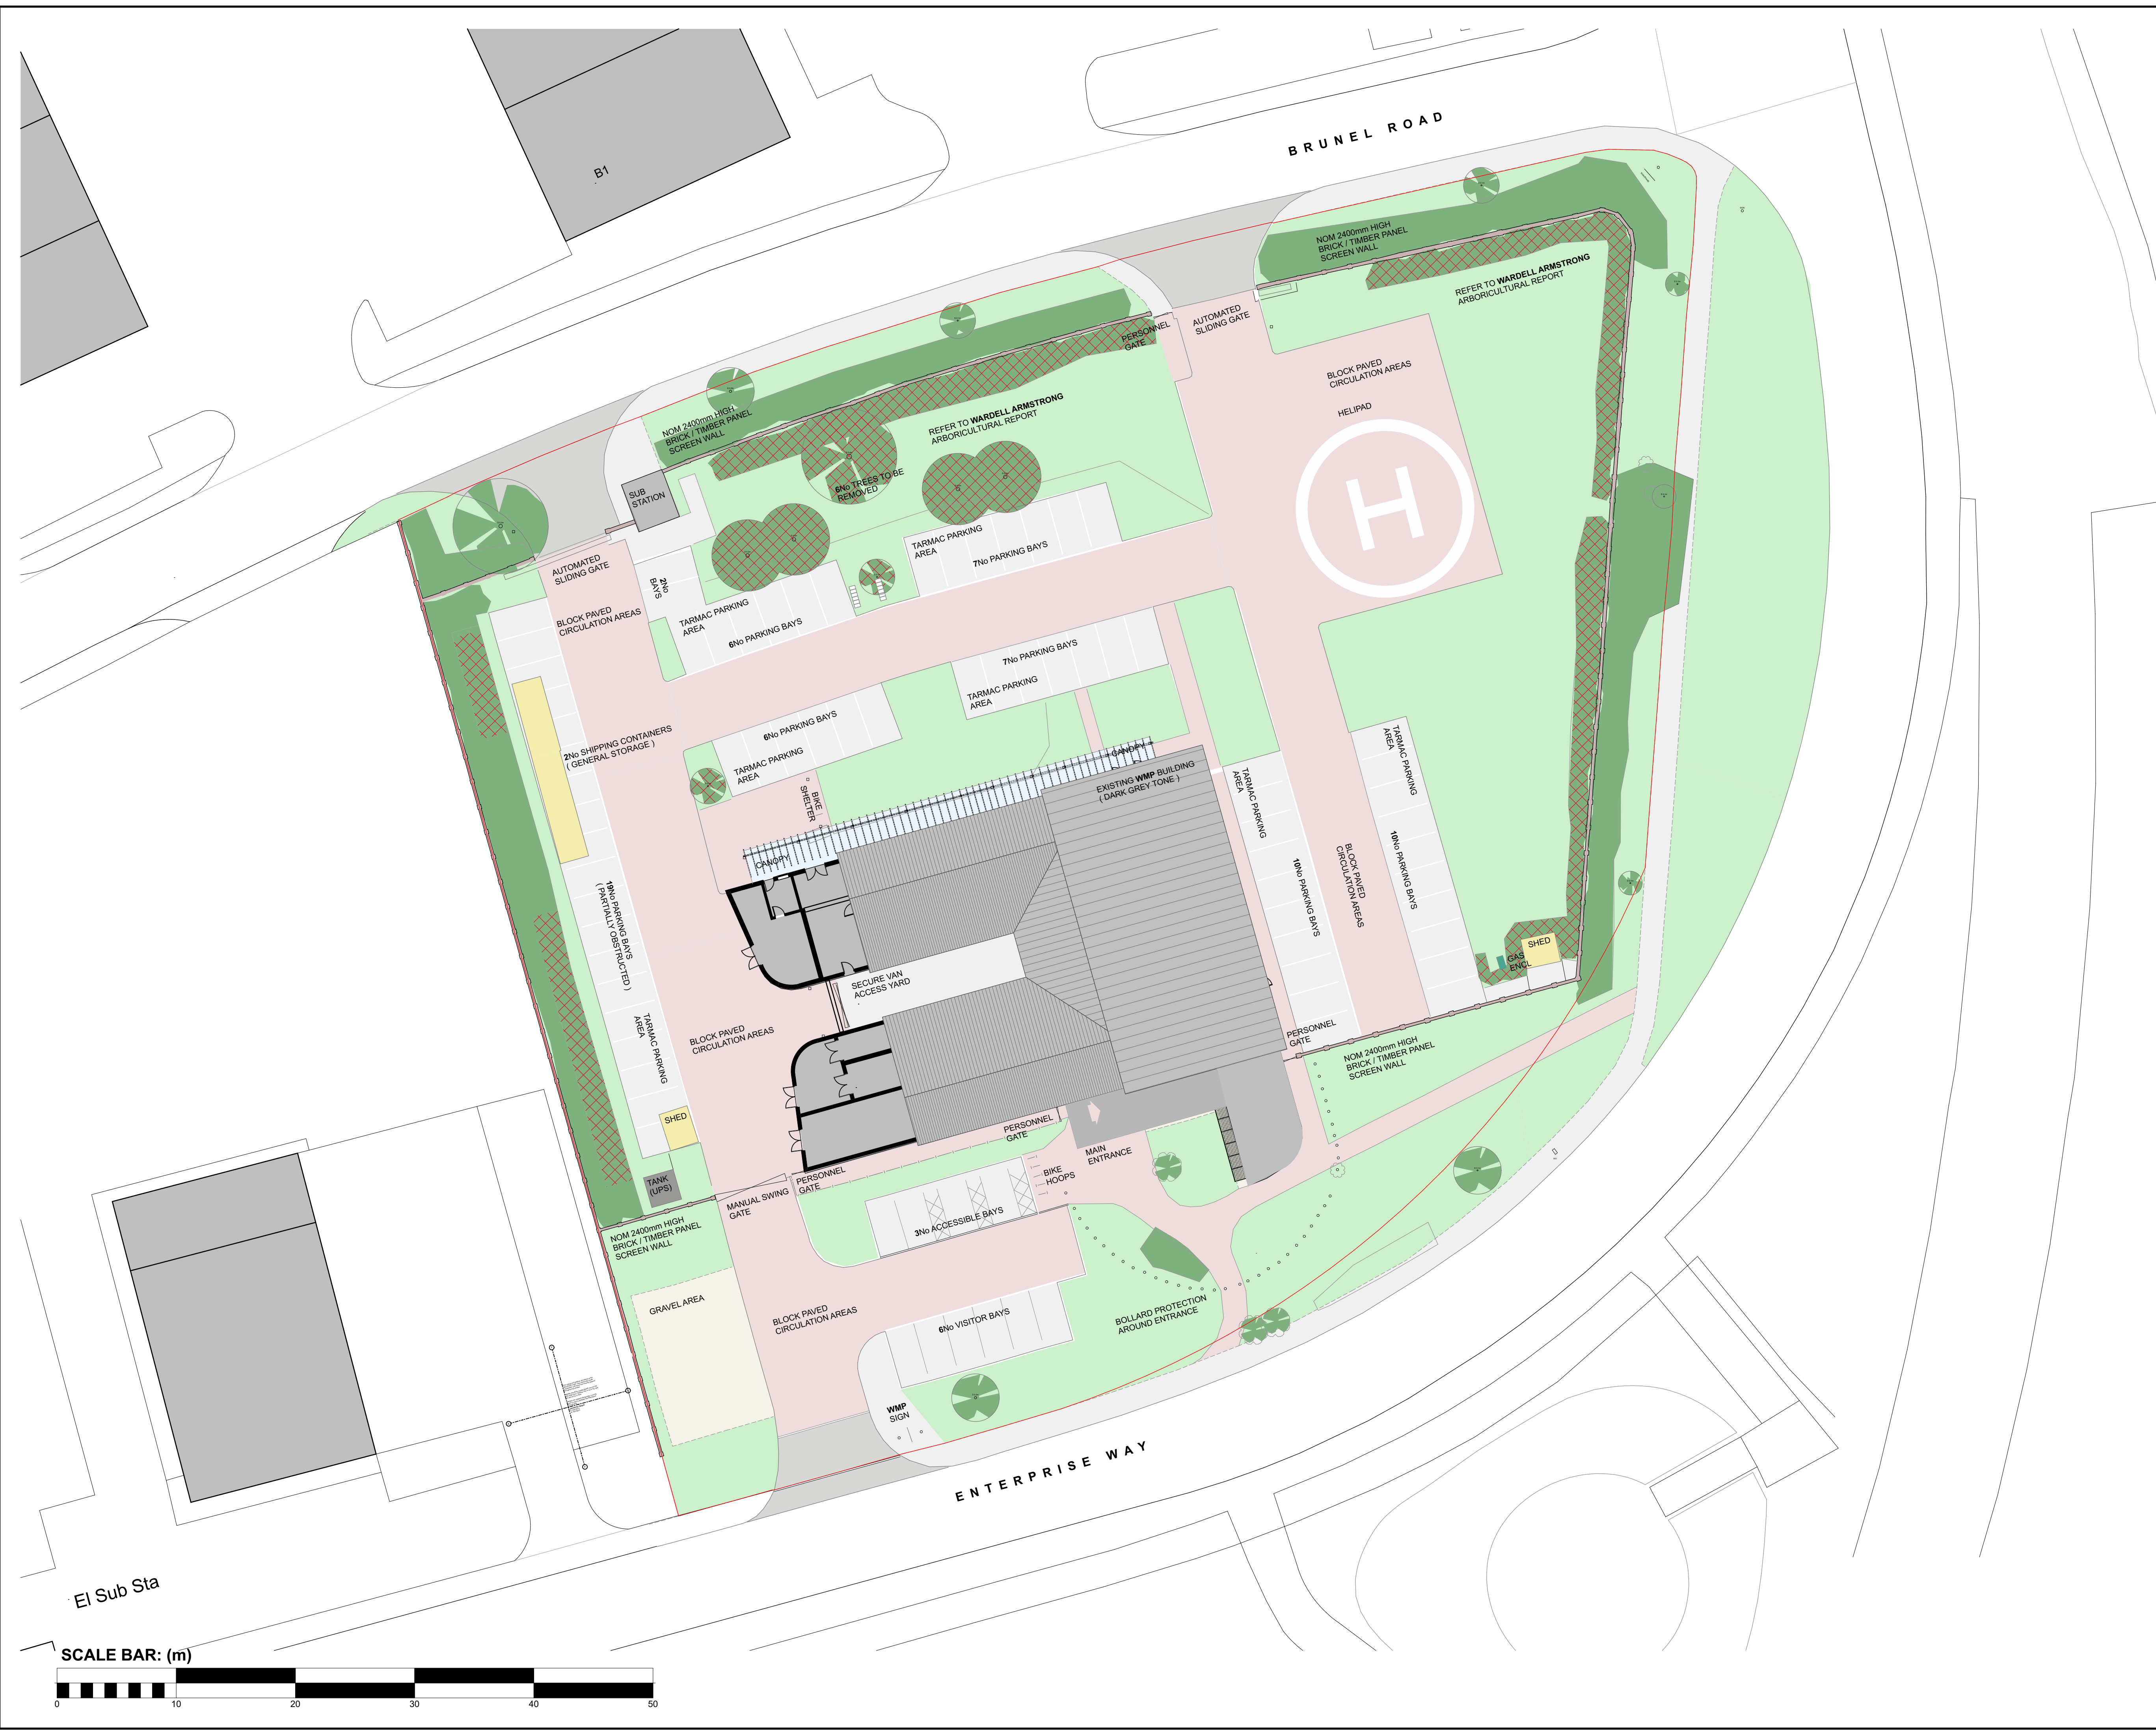 BRUNEL ROAD
B1
NOM 2400mm HIGH
BRICK / TIMBER PANEL
SCREEN WALL
REFER TO WARDELL ARMSTRONG
ARBORICULTURAL REPORT
AUTOMATED
SLIDING GATE
PERSONNEL
GATE
BLOCK PAVED
CIRCULATION AREAS
HELIPAD
H
NOM 2400mm HIGH
BRICK / TIMBER PANEL
SCREEN WALL
REFER TO WARDELL ARMSTRONG
ARBORICULTURAL REPORT
6No TREES TO BE
REMOVED
SUB
STATION
TARMAC PARKING
AREA
7No PARKING BAYS
AUTOMATED
SLIDING GATE
2No
BAYS
BLOCK PAVED
CIRCULATION AREAS
TARMAC PARKING
AREA
6No PARKING BAYS
7No PARKING BAYS
TARMAC PARKING
AREA
6No PARKING BAYS
TARMAC PARKING
AREA
2No SHIPPING CONTAINERS
( GENERAL STORAGE )
BIKE
SHELTER
CANOPY
EXISTING WMP BUILDING
( DARK GREY TONE )
CANOPY
TARMAC PARKING
AREA
10No PARKING BAYS
BLOCK PAVED
CIRCULATION AREAS
TARMAC PARKING
AREA
10No PARKING BAYS
SHED
GAS
ENCL
19No PARKING BAYS
( PARTIALLY OBSTRUCTED )
TARMAC PARKING
AREA
SECURE VAN
ACCESS YARD
BLOCK PAVED
CIRCULATION AREAS
PERSONNEL
GATE
NOM 2400mm HIGH
BRICK / TIMBER PANEL
SCREEN WALL
SHED
TANK
(UPS)
PERSONNEL
GATE
MAIN
ENTRANCE
BIKE
HOOPS
PERSONNEL
GATE
MANUAL SWING
GATE
3No ACCESSIBLE BAYS
NOM 2400mm HIGH
BRICK / TIMBER PANEL
SCREEN WALL
GRAVEL AREA
BLOCK PAVED
CIRCULATION AREAS
6No VISITOR BAYS
BOLLARD PROTECTION
AROUND ENTRANCE
WMP
SIGN
ENTERPRISE WAY
El Sub Sta
SCALE BAR: (m)
0 10 20 30 40 50